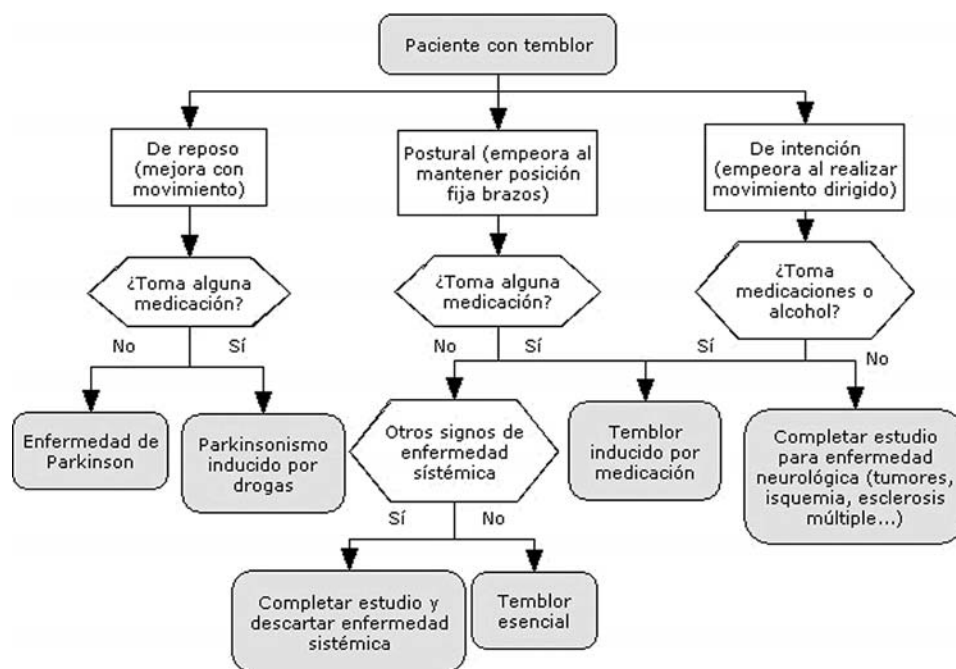 Paciente con temblor
De reposo
(mejora con
movimiento)
Postural (empeora al
mantener posición
fija brazos)
De intención
(empeora al realizar
movimiento dirigido)
¿Toma alguna
medicación?
¿Toma alguna
medicación?
¿Toma
medicaciones o
alcohol?
No
Sí
No
Sí
Sí
No
Enfermedad de
Parkinson
Parkinsonismo
inducido por
drogas
Otros signos de
enfermedad
sístémica
Temblor
inducido por
medicación
Completar estudio
para enfermedad
neurológica (tumores,
isquemia, esclerosis
múltiple...)
Sí
No
Completar estudio y
descartar enfermedad
sistémica
Temblor
esencial